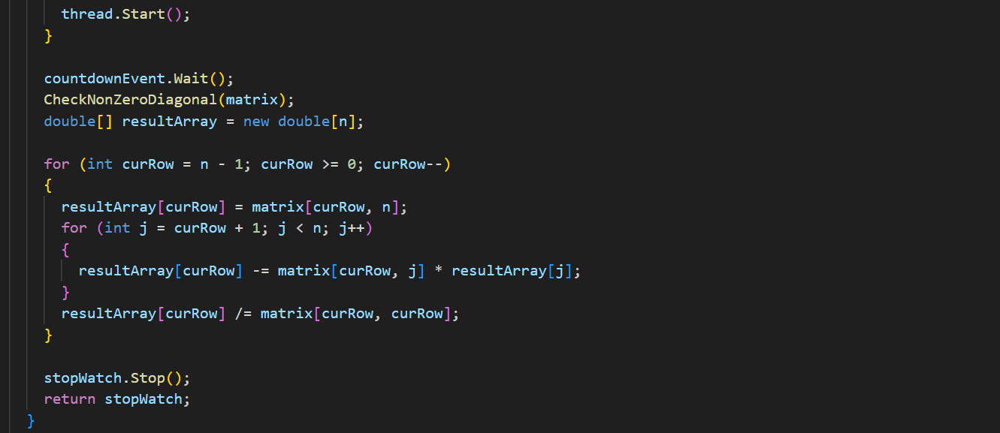 thread.Start();
}
countdownEvent.Wait();
CheckNonZeroDiagonal(matrix);
double[] resultArray = new double[n];
for (int curRow = n - 1; curRow >= 0; curRow--)
{
resultArray[curRow] = matrix[curRow, n];
for (int j = curRow + 1; j < n; j++)
{
resultArray[curRow] -= matrix[curRow, j] * resultArray[j];
}
resultArray[curRow] /= matrix[curRow, curRow];
}
stopWatch.Stop();
return stopWatch;
}